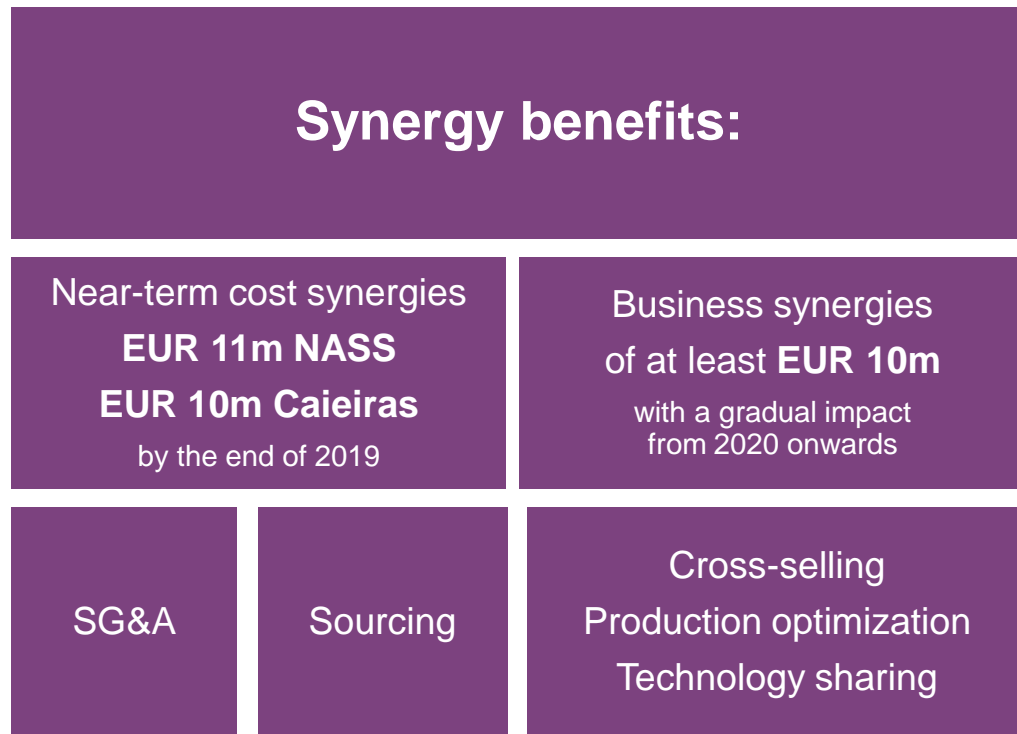 Synergy benefits:
Near-term cost synergies
EUR 11m NASS
EUR 10m Caieiras
by the end of 2019
Business synergies
of at least EUR 10m
with a gradual impact
from 2020 onwards
SG&A
Sourcing
Cross-selling
Production optimization
Technology sharing